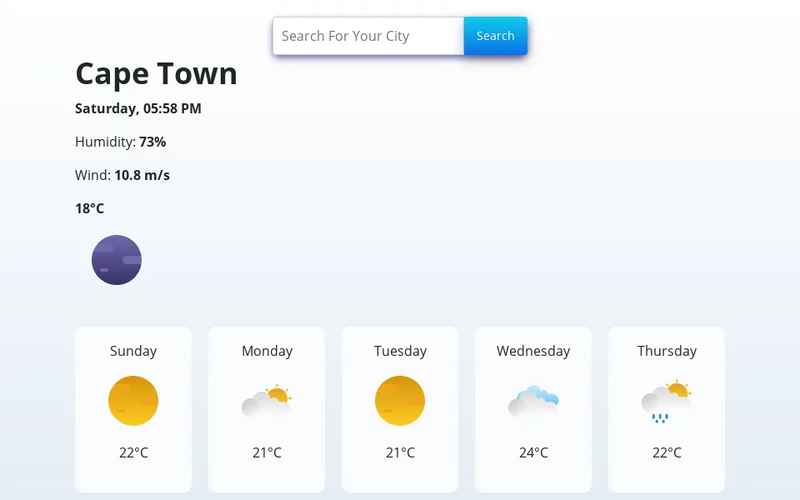 Search For Your City
Search
Cape Town
Saturday, 05:58 PM
Humidity: 73%
Wind: 10.8 m/s
18°C
Sunday
Monday
Tuesday
Wednesday
Thursday
22°C
21°C
21°C
24°C
22°C